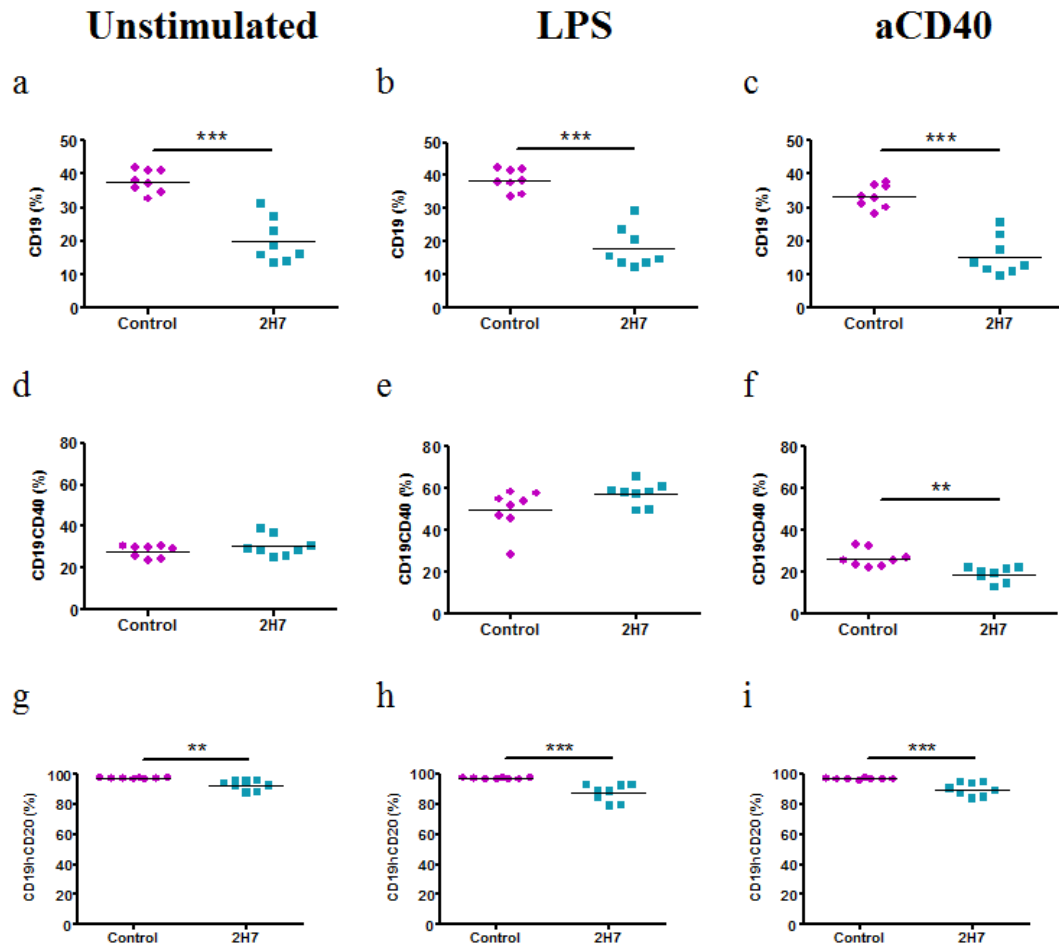 Unstimulated LPS aCD40
a b c
*** *** ***
50 40 30 20 10 0 CD19 (%) Control 2H7
50 40 30 20 10 0 CD19 (%) Control 2H7
50 40 30 20 10 0 CD19 (%) Control 2H7
d e f
80 60 40 20 0 CD19CD40 (%) Control 2H7
80 60 40 20 0 CD19CD40 (%) Control 2H7
** 80 60 40 20 0 CD19CD40 (%) Control 2H7
g h i
** *** ***
100 80 60 40 20 0 CD19hCD20 (%) Control 2H7
100 80 60 40 20 0 CD19hCD20 (%) Control 2H7
100 80 60 40 20 0 CD19hCD20 (%) Control 2H7